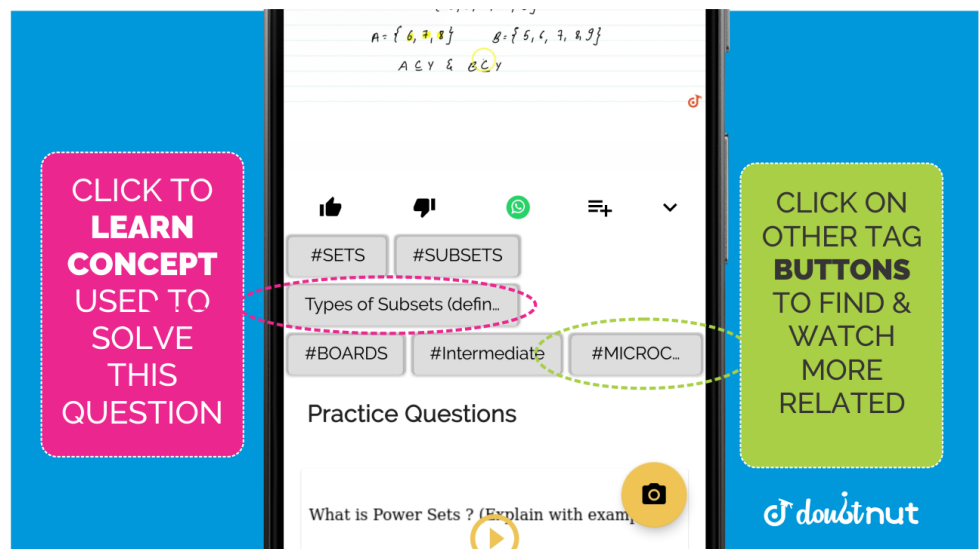 A = { 6, 7, 8 } B = { 5, 6, 7, 8, 9 }
A ⊆ Y & B ⊆ Y
CLICK TO
LEARN
CONCEPT
USED TO
SOLVE
THIS
QUESTION
#SETS #SUBSETS
Types of Subsets (defin...
#BOARDS #Intermediate #MICROC...
Practice Questions
What is Power Sets ? (Explain with
CLICK ON
OTHER TAG
BUTTONS
TO FIND &
WATCH
MORE
RELATED
doubtnut